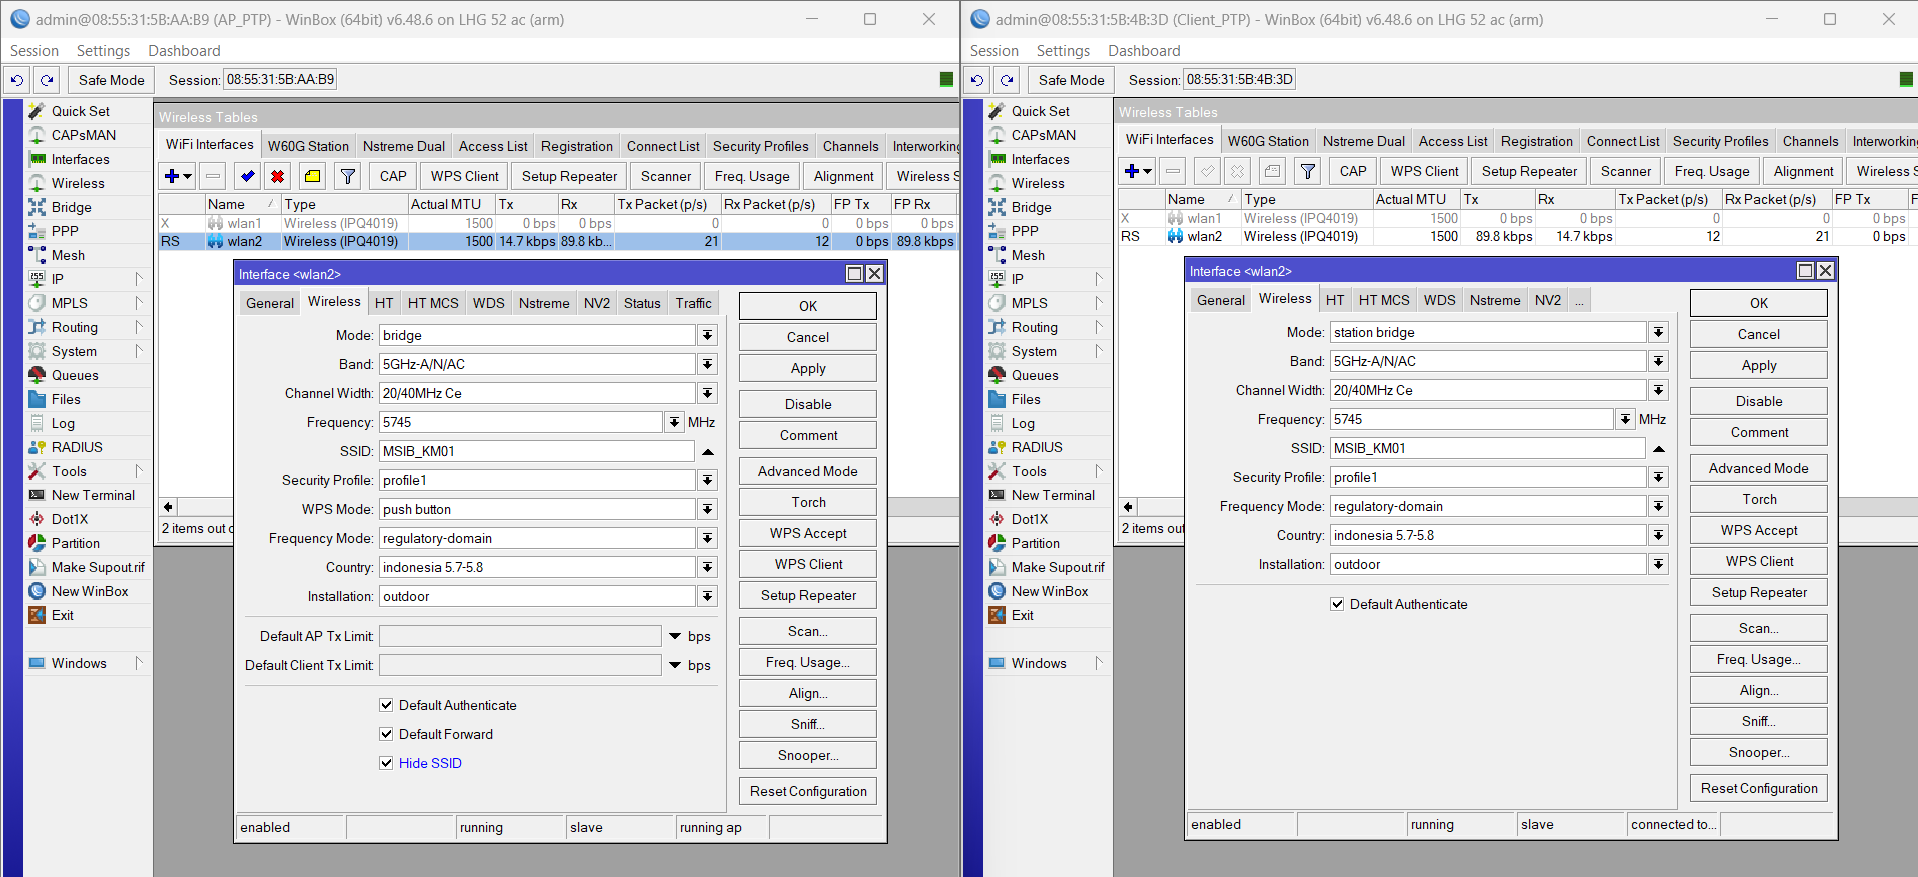 admin@08:55:31:5B:AA:B9 (AP_PTP) - WinBox (64bit) v6.48.6 on LHG 52 ac (arm)
Session Settings Dashboard
Safe Mode Session: 08:55:31:5B:AA:B9
Quick Set
CAPsMAN
Interfaces
Wireless
Bridge
PPP
Mesh
IP
MPLS
Routing
System
Queues
Files
Log
RADIUS
Tools
New Terminal
Dot1X
Partition
Make Supout.rif
New WinBox
Exit
Windows
Wireless Tables
WiFi Interfaces W60G Station Nstreme Dual Access List Registration Connect List Security Profiles Channels Interworking
CAP WPS Client Setup Repeater Scanner Freq. Usage Alignment Wireless S
Name Type Actual MTU Tx Rx Tx Packet (p/s) Rx Packet (p/s) FP Tx FP Rx
X wlan1 Wireless (IPQ4019) 1500 0 bps 0 bps 0 0 0 bps 0 bps
RS wlan2 Wireless (IPQ4019) 1500 14.7 kbps 89.8 kb... 21 12 0 bps 89.8 kbps
2 items out o
Interface <wlan2>
General Wireless HT HT MCS WDS Nstreme NV2 Status Traffic
Mode: bridge
Band: 5GHz-A/N/AC
Channel Width: 20/40MHz Ce
Frequency: 5745 MHz
SSID: MSIB_KM01
Security Profile: profile1
WPS Mode: push button
Frequency Mode: regulatory-domain
Country: indonesia 5.7-5.8
Installation: outdoor
Default AP Tx Limit: bps
Default Client Tx Limit: bps
Default Authenticate
Default Forward
Hide SSID
OK
Cancel
Apply
Disable
Comment
Advanced Mode
Torch
WPS Accept
WPS Client
Setup Repeater
Scan...
Freq. Usage...
Align...
Sniff...
Snooper...
Reset Configuration
enabled running slave running ap
admin@08:55:31:5B:4B:3D (Client_PTP) - WinBox (64bit) v6.48.6 on LHG 52 ac (arm)
Session Settings Dashboard
Safe Mode Session: 08:55:31:5B:4B:3D
Quick Set
CAPsMAN
Interfaces
Wireless
Bridge
PPP
Mesh
IP
MPLS
Routing
System
Queues
Files
Log
RADIUS
Tools
New Terminal
Dot1X
Partition
Make Supout.rif
New WinBox
Exit
Windows
Wireless Tables
WiFi Interfaces W60G Station Nstreme Dual Access List Registration Connect List Security Profiles Channels Interworking
CAP WPS Client Setup Repeater Scanner Freq. Usage Alignment Wireless S
Name Type Actual MTU Tx Rx Tx Packet (p/s) Rx Packet (p/s) FP Tx F
X wlan1 Wireless (IPQ4019) 1500 0 bps 0 bps 0 0 0 bps
RS wlan2 Wireless (IPQ4019) 1500 89.8 kbps 14.7 kbps 12 21 0 bps
2 items out
Interface <wlan2>
General Wireless HT HT MCS WDS Nstreme NV2 ...
Mode: station bridge
Band: 5GHz-A/N/AC
Channel Width: 20/40MHz Ce
Frequency: 5745 MHz
SSID: MSIB_KM01
Security Profile: profile1
Frequency Mode: regulatory-domain
Country: indonesia 5.7-5.8
Installation: outdoor
Default Authenticate
OK
Cancel
Apply
Disable
Comment
Advanced Mode
Torch
WPS Accept
WPS Client
Setup Repeater
Scan...
Freq. Usage...
Align...
Sniff...
Snooper...
Reset Configuration
enabled running slave connected to...